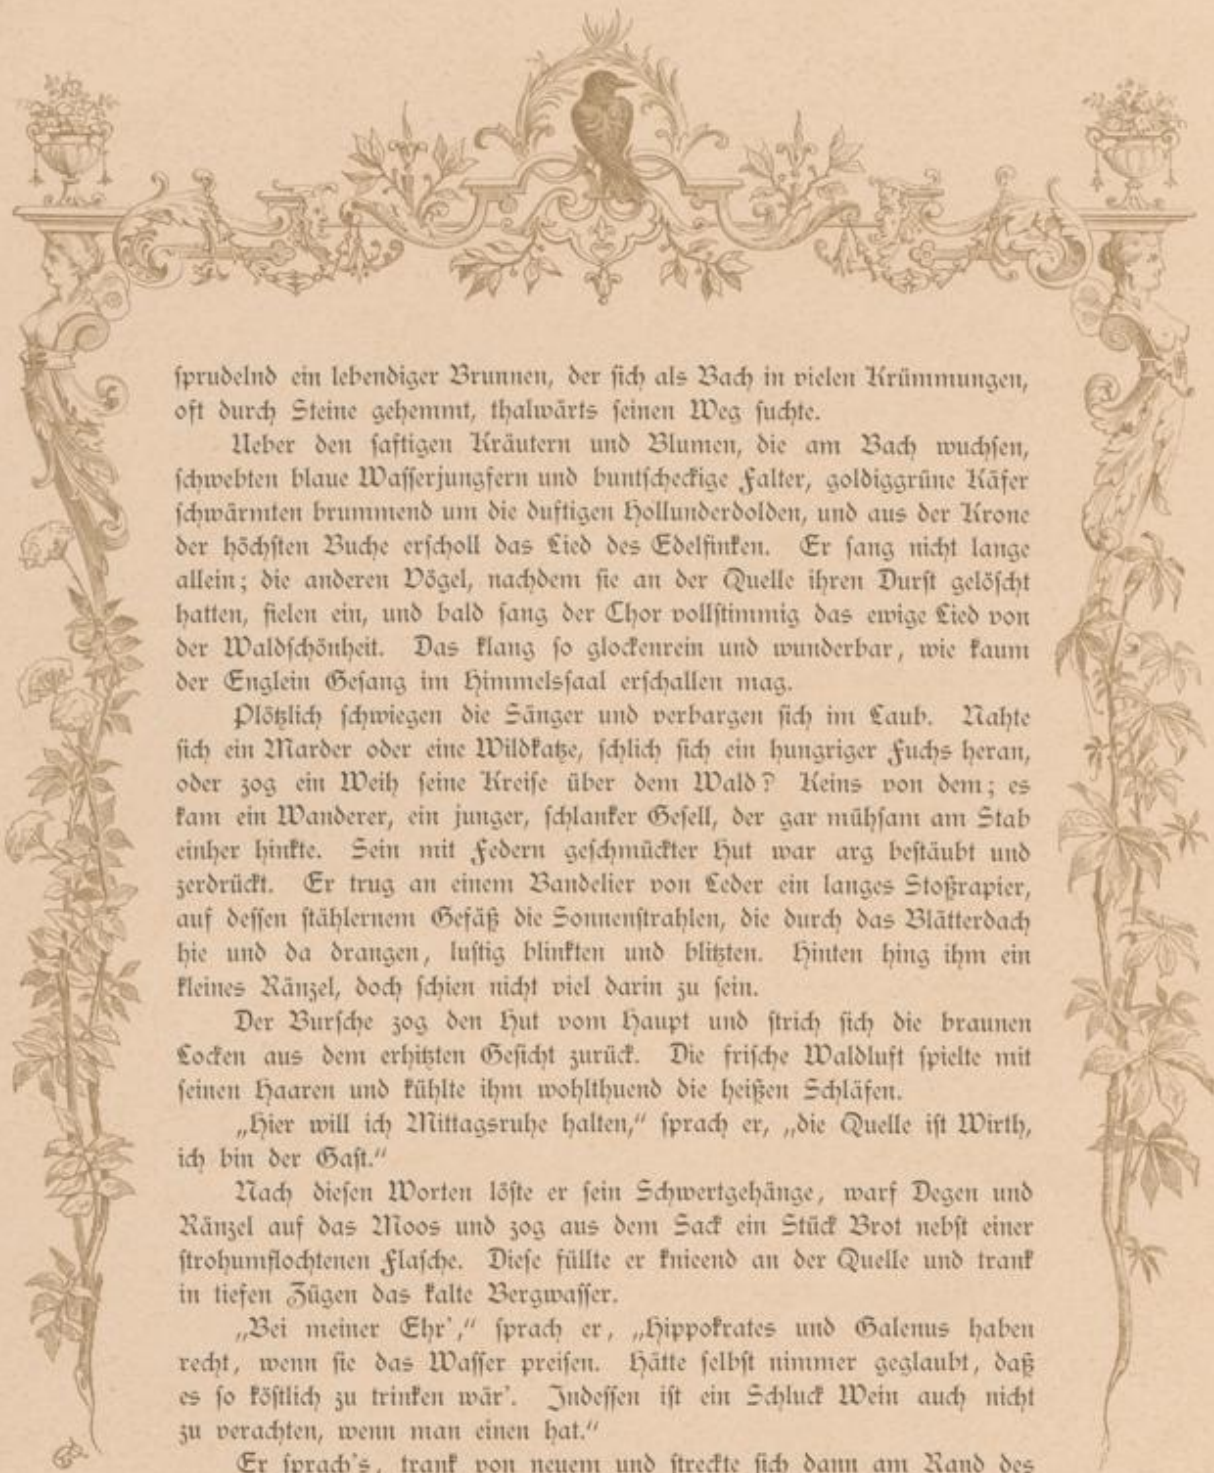 sprudelnd ein lebendiger Brunnen, der sich als Bach in vielen Krümmungen,
oft durch Steine gehemmt, thalwärts seinen Weg suchte.
Ueber den saftigen Kräutern und Blumen, die am Bach wuchsen,
schwebten blaue Wasserjungfern und buntscheckige Falter, goldiggrüne Käfer
schwärmten brummend um die duftigen Hollunderdolden, und aus der Krone
der höchsten Buche erscholl das Lied des Edelfinken. Er sang nicht lange
allein; die anderen Vögel, nachdem sie an der Quelle ihren Durst gelöscht
hatten, fielen ein, und bald sang der Chor vollstimmig das ewige Lied von
der Waldschönheit. Das klang so glockenrein und wunderbar, wie kaum
der Englein Gesang im Himmelssaal erschallen mag.
Plötzlich schwiegen die Sänger und verbargen sich im Laub. Nahte
sich ein Marder oder eine Wildkatze, schlich sich ein hungriger Fuchs heran,
oder zog ein Weih seine Kreise über dem Wald? Keins von dem; es
kam ein Wanderer, ein junger, schlanker Gesell, der gar mühsam am Stab
einher hinkte. Sein mit Federn geschmückter Hut war arg bestäubt und
zerdrückt. Er trug an einem Bandelier von Leder ein langes Stoßrapier,
auf dessen stählernem Gefäß die Sonnenstrahlen, die durch das Blätterdach
hie und da drangen, lustig blinkten und blitzten. Hinten hing ihm ein
kleines Ränzel, doch schien nicht viel darin zu sein.
Der Bursche zog den Hut vom Haupt und strich sich die braunen
Locken aus dem erhitzten Gesicht zurück. Die frische Waldluft spielte mit
seinen Haaren und kühlte ihm wohlthuend die heißen Schläfen.
„Hier will ich Mittagsruhe halten,“ sprach er, „die Quelle ist Wirth,
ich bin der Gast.“
Nach diesen Worten löste er sein Schwertgehänge, warf Degen und
Ränzel auf das Moos und zog aus dem Sack ein Stück Brot nebst einer
strohumflochtenen Flasche. Diese füllte er knieend an der Quelle und trank
in tiefen Zügen das kalte Bergwasser.
„Bei meiner Ehr',“ sprach er, „Hippokrates und Galenus haben
recht, wenn sie das Wasser preisen. Hätte selbst nimmer geglaubt, daß
es so köstlich zu trinken wär'. Indessen ist ein Schluck Wein auch nicht
zu verachten, wenn man einen hat.“
Er sprach's, trank von neuem und streckte sich dann am Rand des